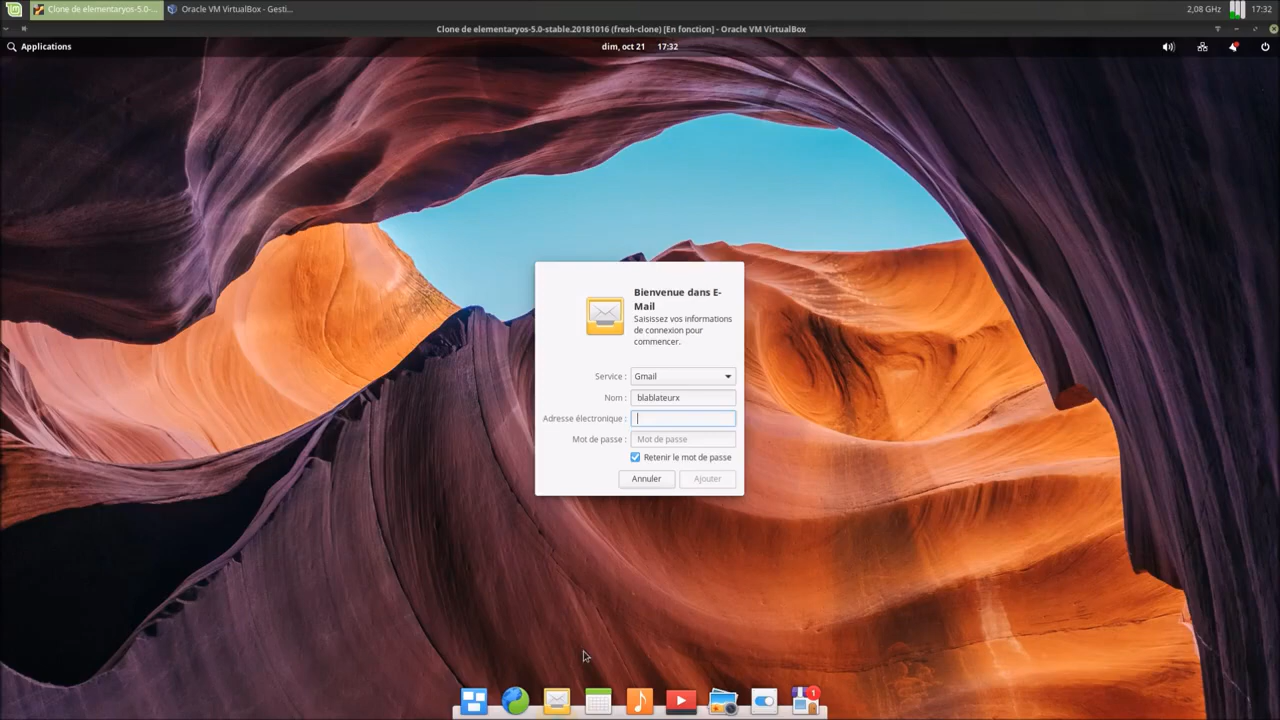 Clone de elementaryos-5.0-...
Oracle VM VirtualBox - Gesti...
2,08 GHz
17:32
Clone de elementaryos-5.0-stable.20181016 (fresh-clone) [En fonction] - Oracle VM VirtualBox
Applications
dim, oct 21 17:32
Bienvenue dans E-
Mail
Saisissez vos informations
de connexion pour
commencer.
Service :
Gmail
Nom :
blablateurx
Adresse électronique :
Mot de passe :
Mot de passe
Retenir le mot de passe
Annuler
Ajouter
1